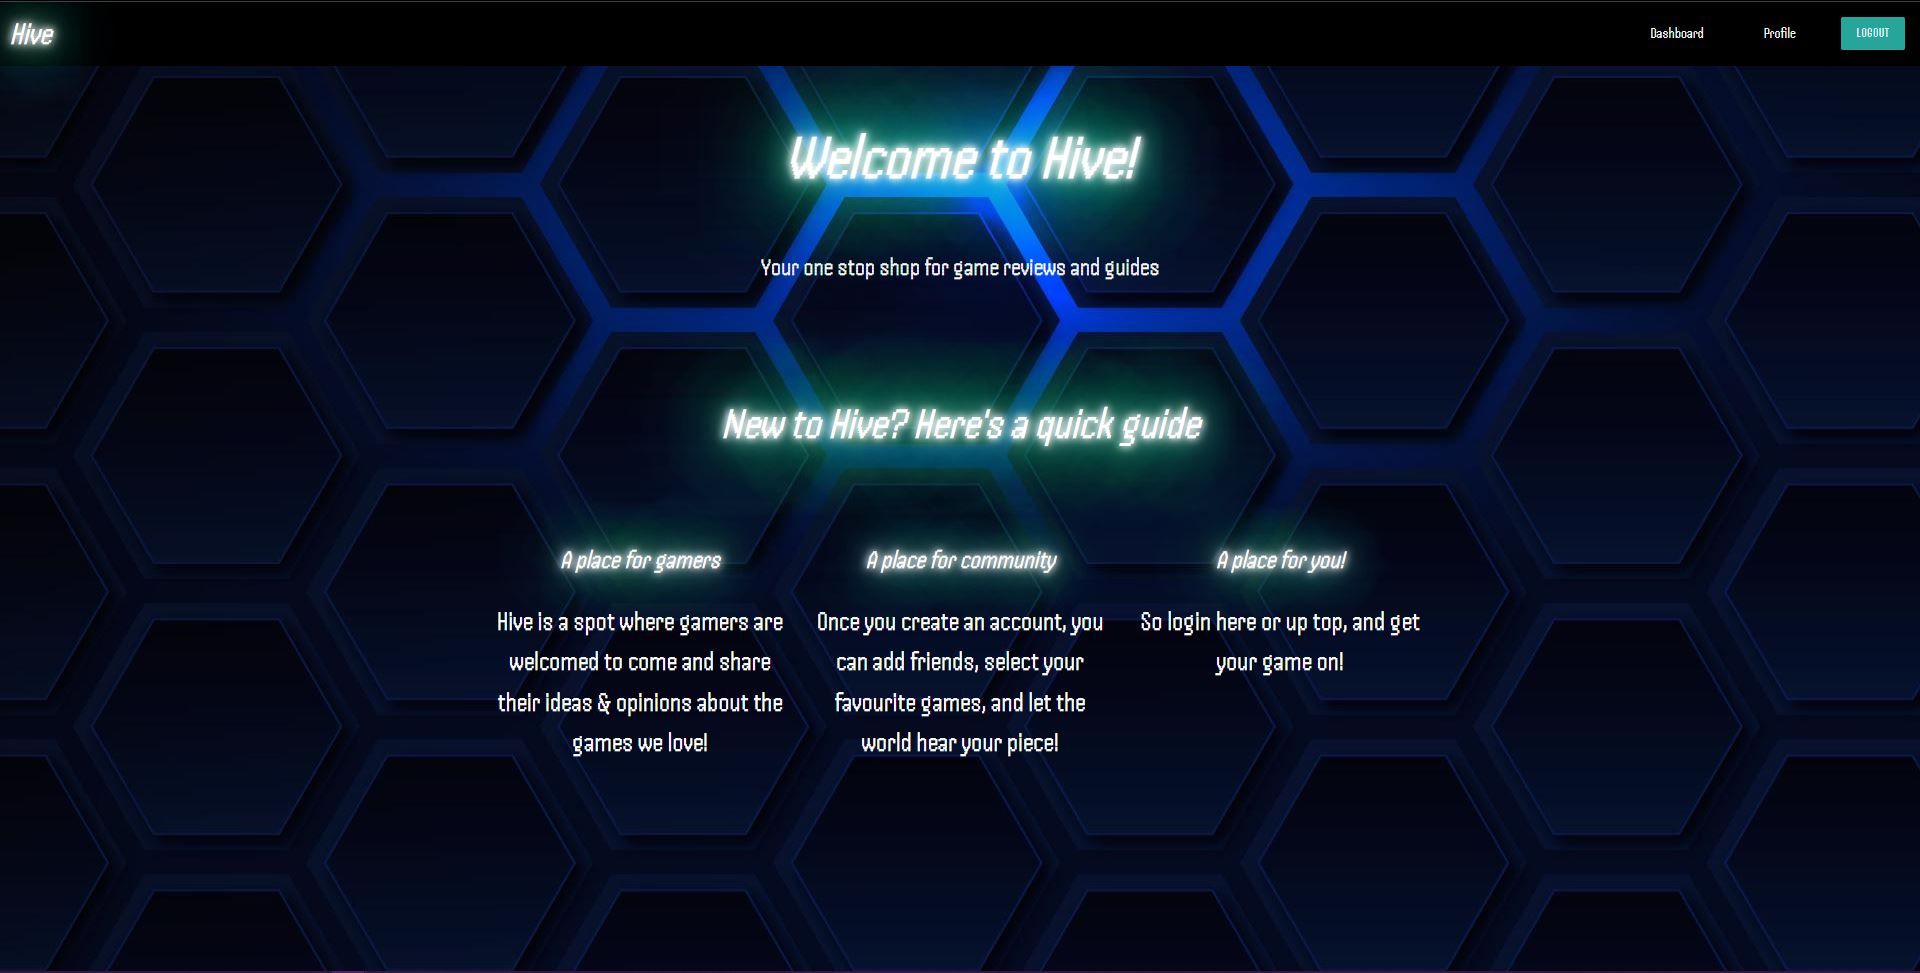 Hive
Dashboard
Profile
LOGOUT
Welcome to Hive!
Your one stop shop for game reviews and guides
New to Hive? Here's a quick guide
A place for gamers
Hive is a spot where gamers are
welcomed to come and share
their ideas & opinions about the
games we love!
A place for community
Once you create an account, you
can add friends, select your
favourite games, and let the
world hear your piece!
A place for you!
So login here or up top, and get
your game on!